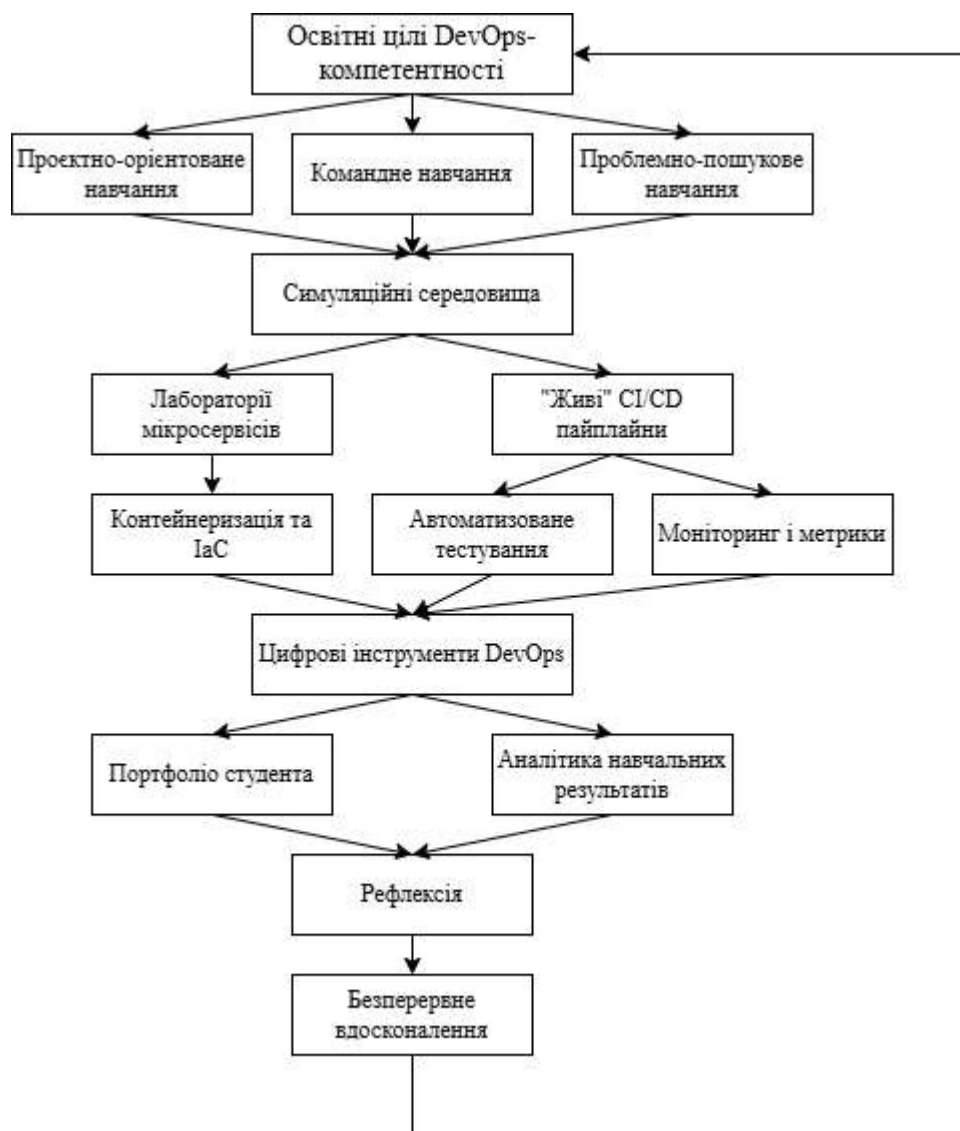 Освітні цілі DevOps-
компетентності
Проєктно-орієнтоване
навчання
Командне навчання
Проблемно-пошукове
навчання
Симуляційні середовища
Лабораторії
мікросервісів
"Живі" CI/CD
пайплайни
Контейнеризація та
IaC
Автоматизоване
тестування
Моніторинг і метрики
Цифрові інструменти DevOps
Портфоліо студента
Аналітика навчальних
результатів
Рефлексія
Безперервне
вдосконалення